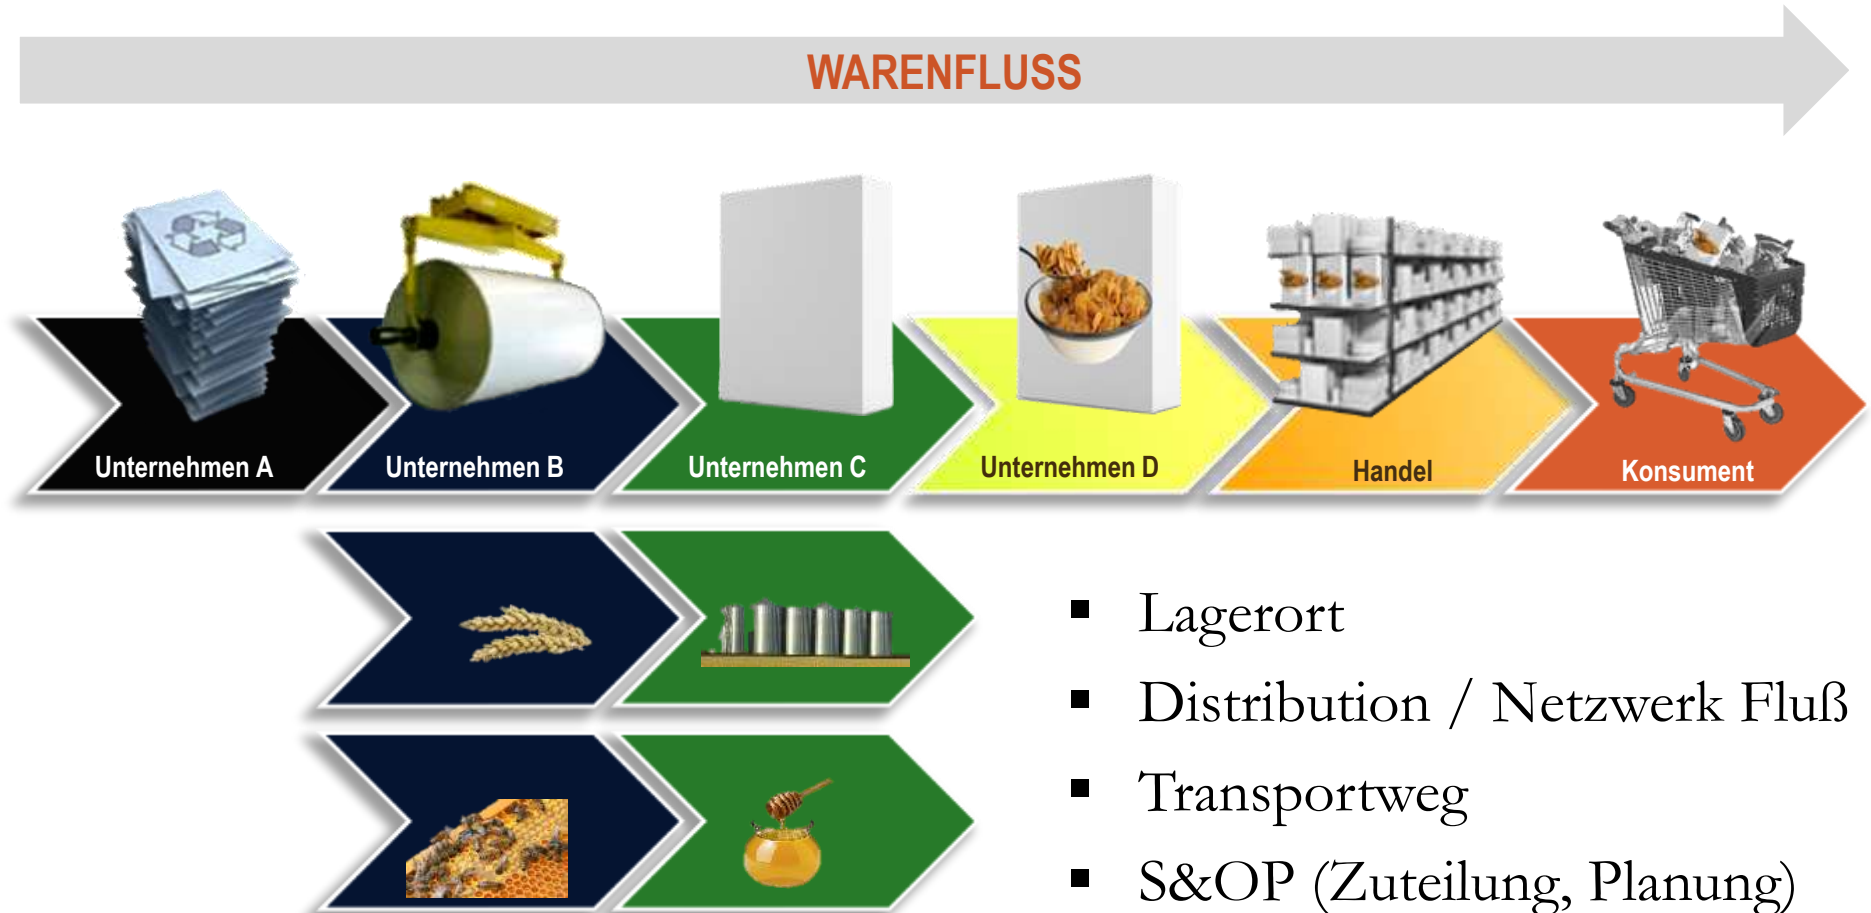 WARENFLUSS
Unternehmen A
Unternehmen B
Unternehmen C
Unternehmen D
Handel
Konsument
▪ Lagerort
▪ Distribution / Netzwerk Fluß
▪ Transportweg
▪ S&OP (Zuteilung, Planung)